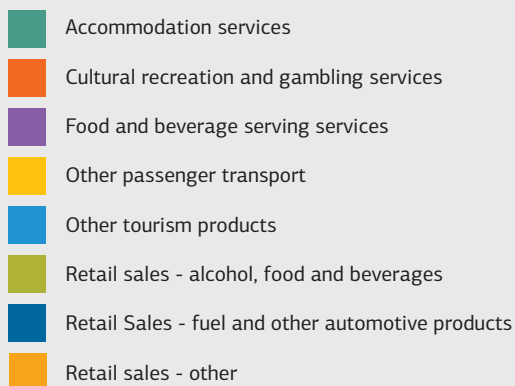 Accommodation services
Cultural recreation and gambling services
Food and beverage serving services
Other passenger transport
Other tourism products
Retail sales - alcohol, food and beverages
Retail Sales - fuel and other automotive products
Retail sales - other